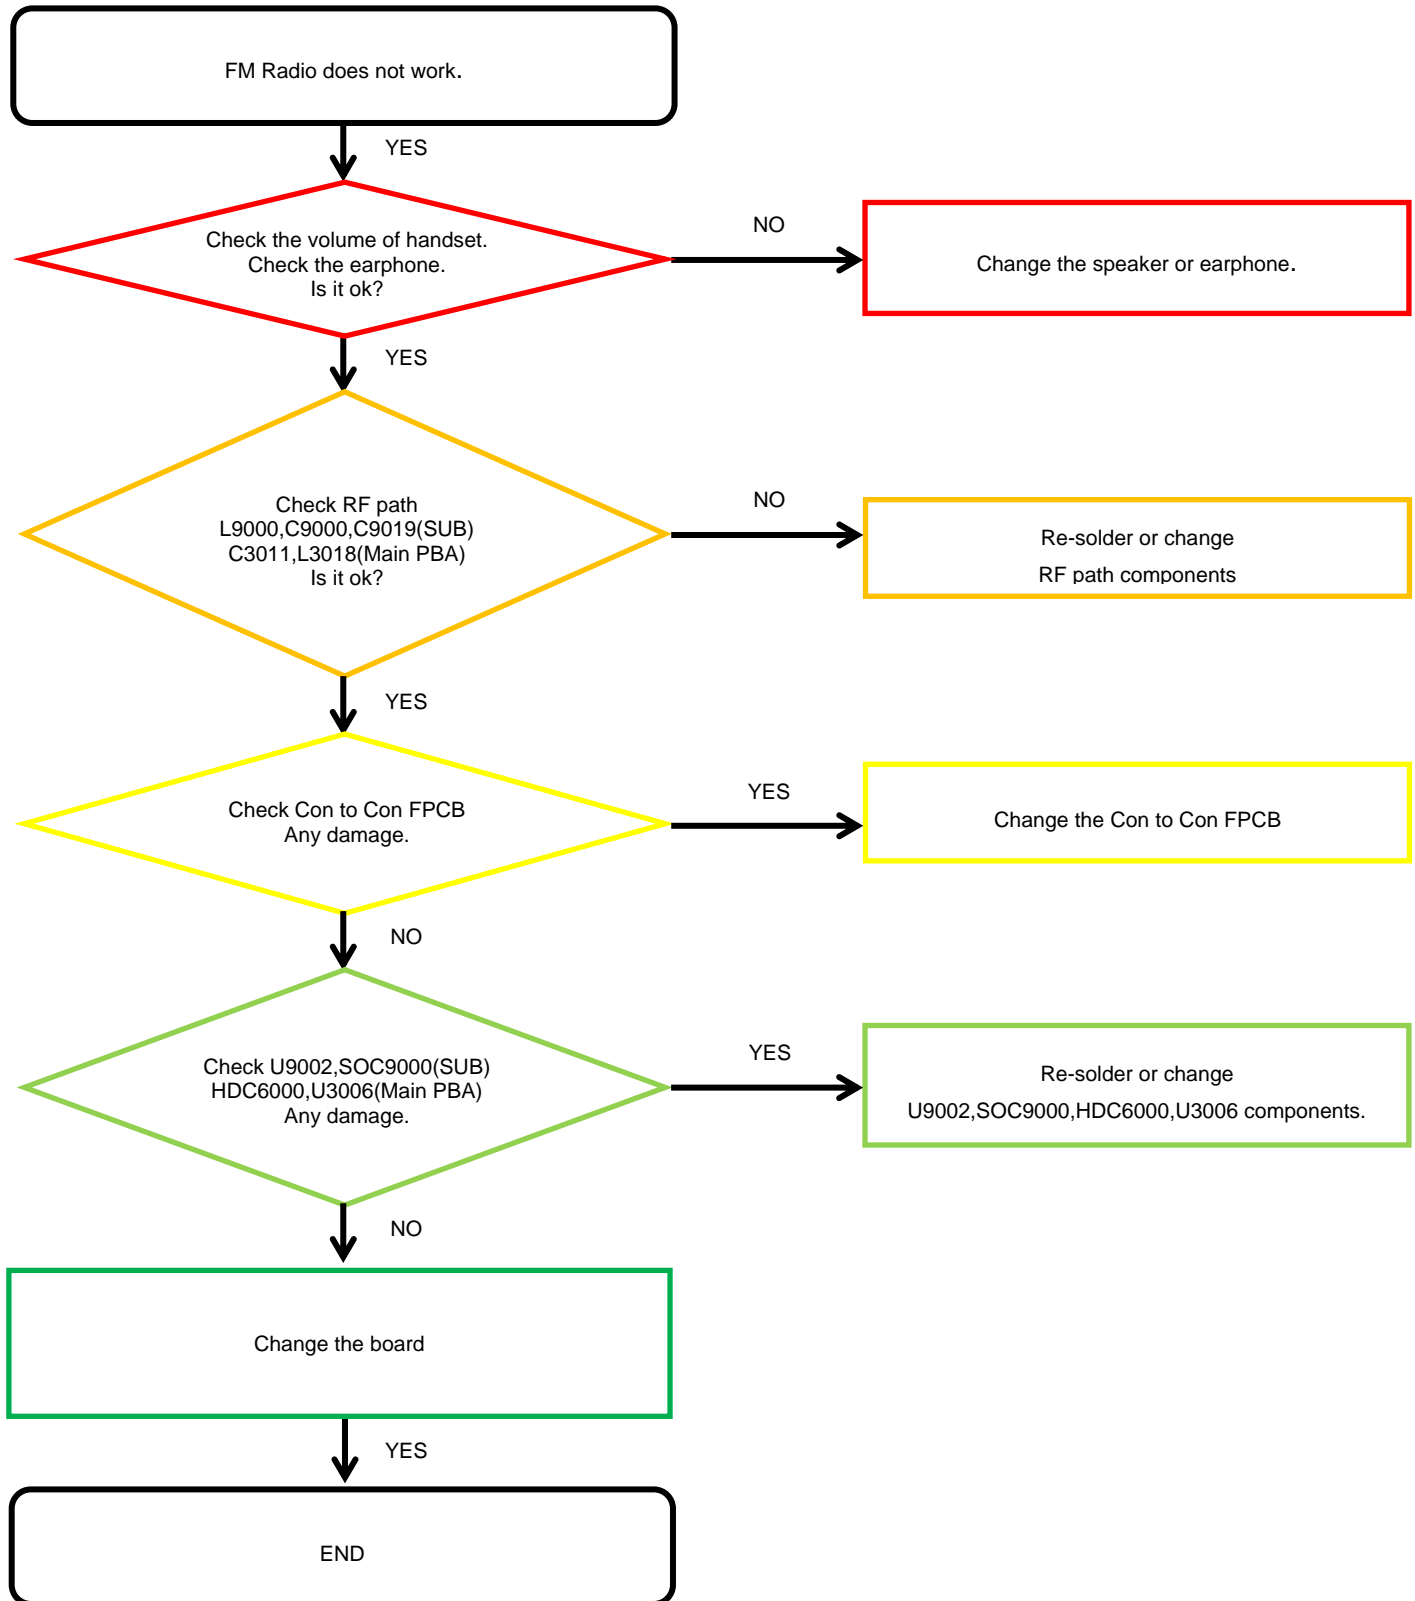 FM Radio does not work.
YES
Check the volume of handset.
Check the earphone.
Is it ok?
NO
Change the speaker or earphone.
YES
Check RF path
L9000,C9000,C9019(SUB)
C3011,L3018(Main PBA)
Is it ok?
NO
Re-solder or change
RF path components
YES
Check Con to Con FPCB
Any damage.
YES
Change the Con to Con FPCB
NO
Check U9002,SOC9000(SUB)
HDC6000,U3006(Main PBA)
Any damage.
YES
Re-solder or change
U9002,SOC9000,HDC6000,U3006 components.
NO
Change the board
YES
END